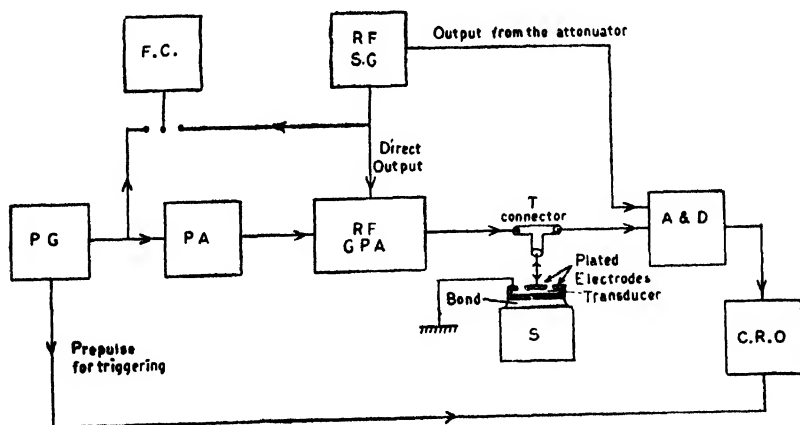 F.C.
RF
S.G
Output from the attenuator
Direct
Output
T
connector
PG
PA
RF
GPA
A & D
Plated
Electrodes
Transducer
Bond
S
C.R.O
Prepulse
for triggering